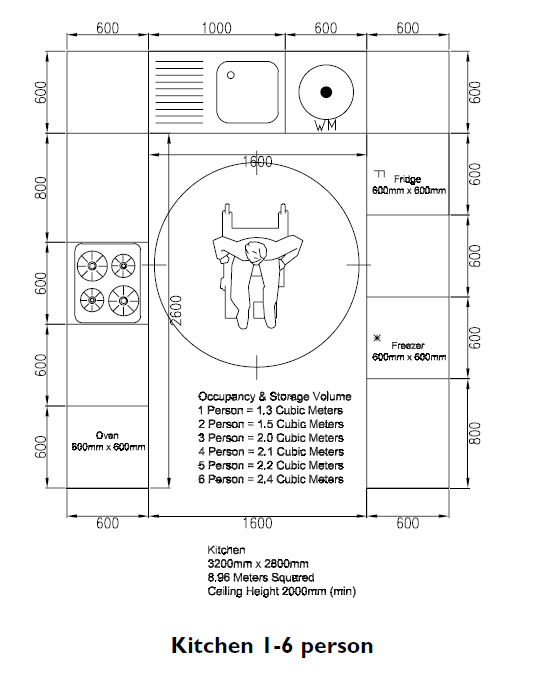 600 1000 600 600
600 600
WM
1600
800 600
F Fridge
600mm x 600mm
600 600
2600
600 600
Freezer
600mm x 600mm
Occupancy & Storage Volume
1 Person = 1.3 Cubic Meters
2 Person = 1.5 Cubic Meters
3 Person = 2.0 Cubic Meters
4 Person = 2.1 Cubic Meters
5 Person = 2.2 Cubic Meters
6 Person = 2.4 Cubic Meters
600 800
Oven
600mm x 600mm
600 1600 600
Kitchen
3200mm x 2800mm
8.96 Meters Squared
Ceiling Height 2000mm (min)
Kitchen 1-6 person